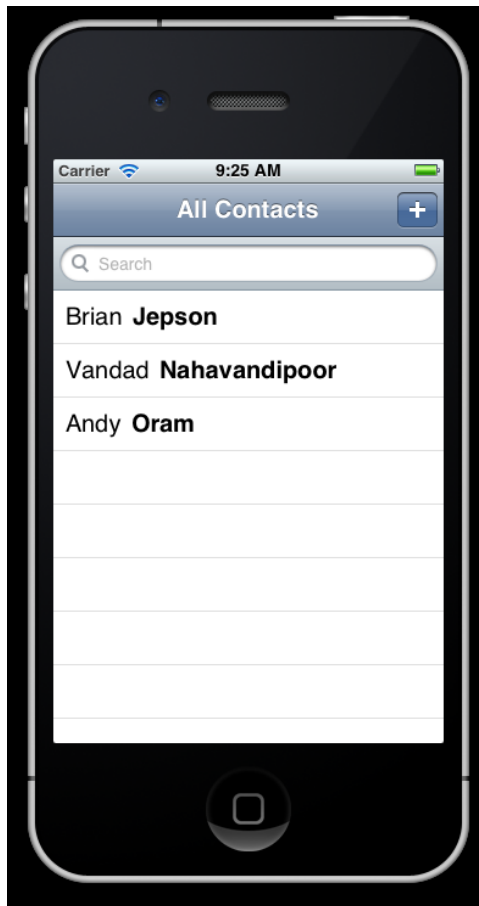 Carrier 9:25 AM
All Contacts +
Search
Brian Jepson
Vandad Nahavandipoor
Andy Oram